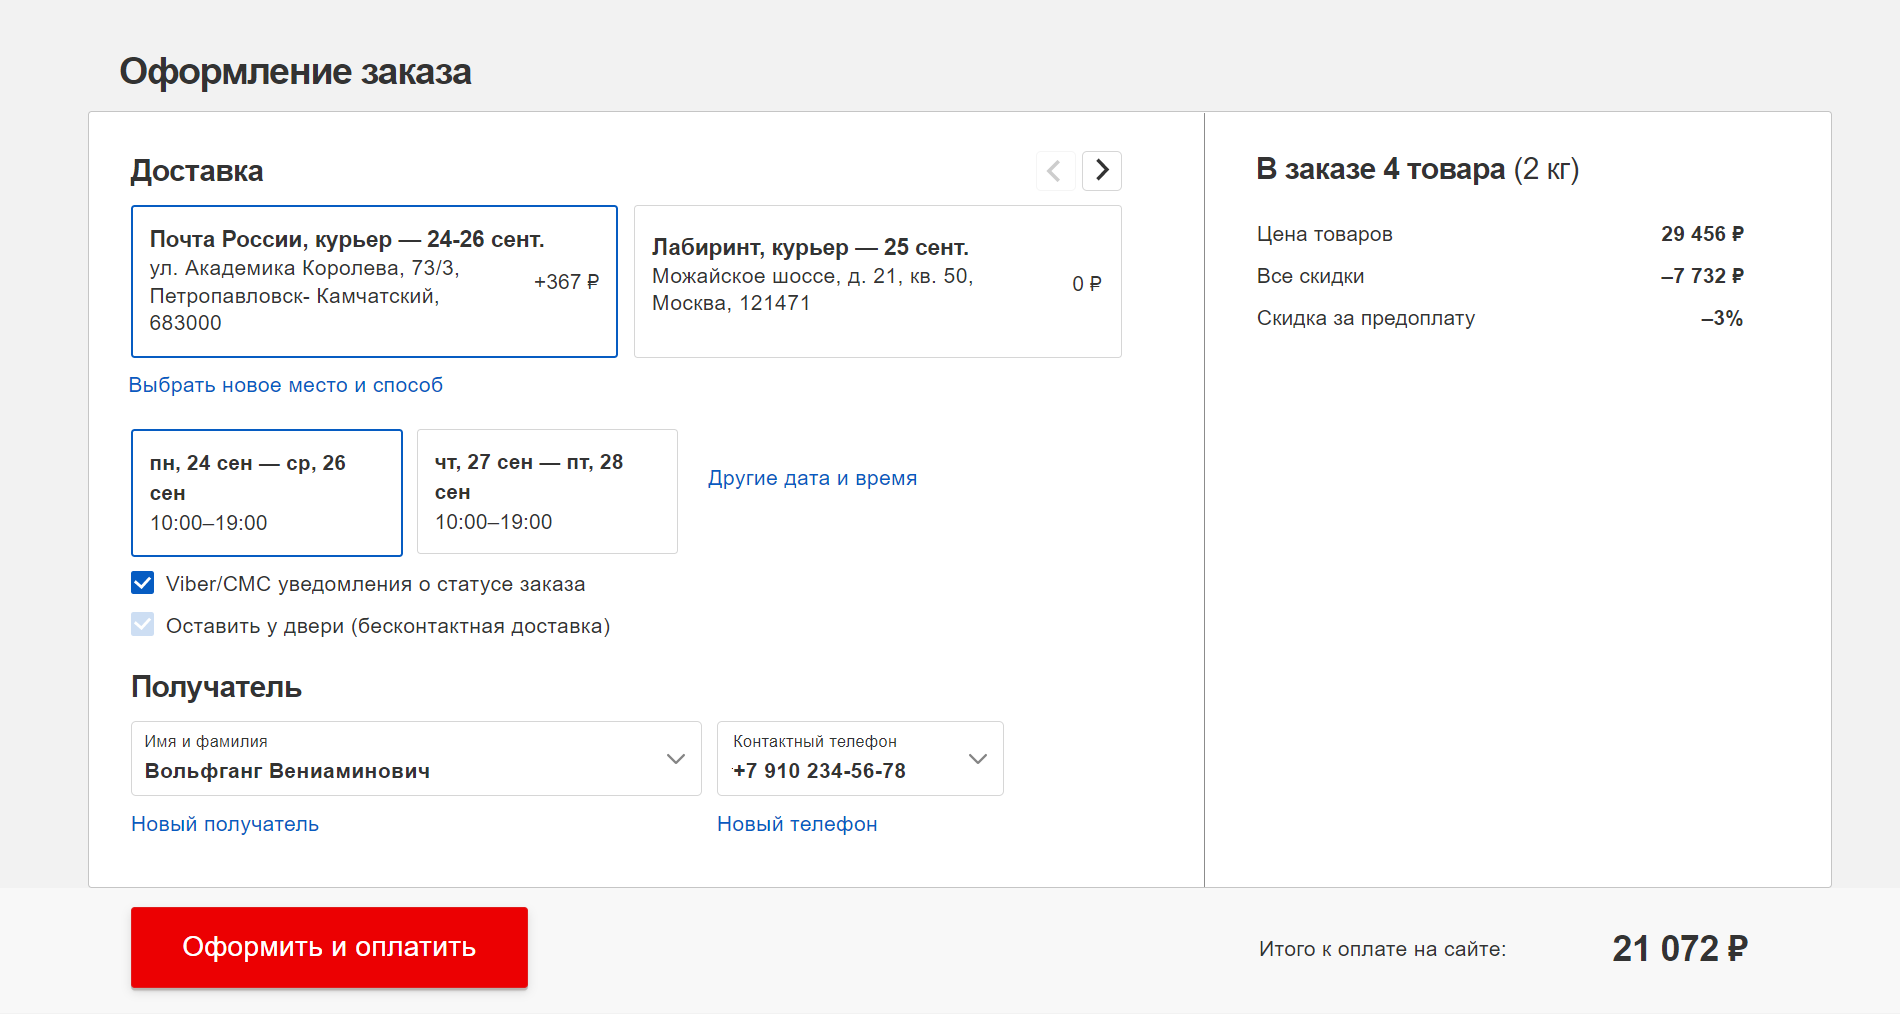 Оформление заказа
Доставка
Почта России, курьер — 24-26 сент.
ул. Академика Королева, 73/3,
Петропавловск- Камчатский,
683000
+367 ₽
Лабиринт, курьер — 25 сент.
Можайское шоссе, д. 21, кв. 50,
Москва, 121471
0 ₽
Выбрать новое место и способ
пн, 24 сен — ср, 26
сен
10:00–19:00
чт, 27 сен — пт, 28
сен
10:00–19:00
Другие дата и время
Viber/СМС уведомления о статусе заказа
Оставить у двери (бесконтактная доставка)
Получатель
Имя и фамилия
Вольфганг Вениаминович
Контактный телефон
+7 910 234-56-78
Новый получатель
Новый телефон
В заказе 4 товара (2 кг)
Цена товаров 29 456 ₽
Все скидки –7 732 ₽
Скидка за предоплату –3%
Оформить и оплатить
Итого к оплате на сайте: 21 072 ₽